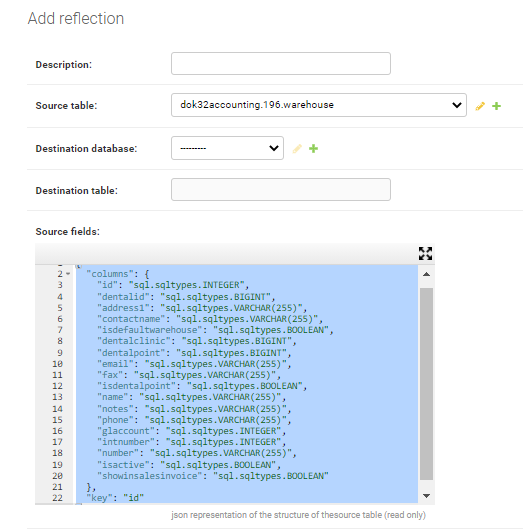 Add reflection
Description:
Source table: dok32accounting.196.warehouse
Destination database: ---------
Destination table:
Source fields:
1 {
2 "columns": {
3 "id": "sql.sqltypes.INTEGER",
4 "dentalid": "sql.sqltypes.BIGINT",
5 "address1": "sql.sqltypes.VARCHAR(255)",
6 "contactname": "sql.sqltypes.VARCHAR(255)",
7 "isdefaultwarehouse": "sql.sqltypes.BOOLEAN",
8 "dentalclinic": "sql.sqltypes.BIGINT",
9 "dentalpoint": "sql.sqltypes.BIGINT",
10 "email": "sql.sqltypes.VARCHAR(255)",
11 "fax": "sql.sqltypes.VARCHAR(255)",
12 "isdentalpoint": "sql.sqltypes.BOOLEAN",
13 "name": "sql.sqltypes.VARCHAR(255)",
14 "notes": "sql.sqltypes.VARCHAR(255)",
15 "phone": "sql.sqltypes.VARCHAR(255)",
16 "glaccount": "sql.sqltypes.INTEGER",
17 "intnumber": "sql.sqltypes.INTEGER",
18 "number": "sql.sqltypes.VARCHAR(255)",
19 "isactive": "sql.sqltypes.BOOLEAN",
20 "showinsalesinvoice": "sql.sqltypes.BOOLEAN"
21 },
22 "key": "id"
json representation of the structure of thesource table (read only)